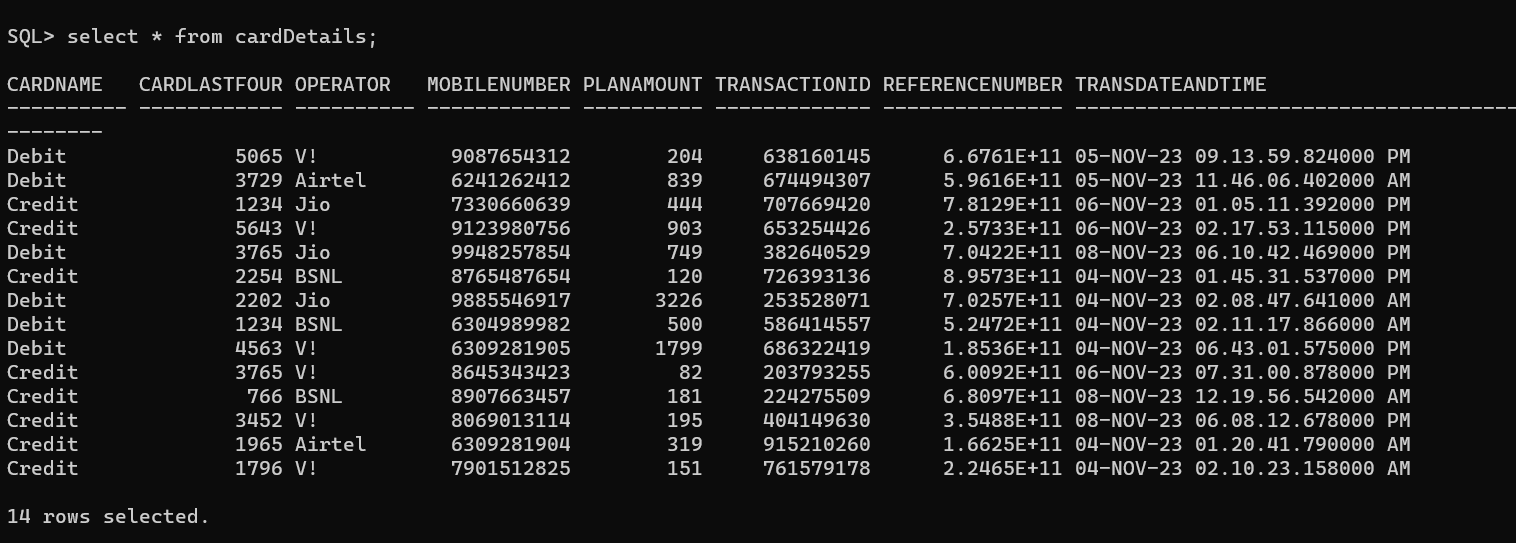 SQL> select * from cardDetails;
CARDNAME   CARDLASTFOUR OPERATOR   MOBILENUMBER PLANAMOUNT TRANSACTIONID REFERENCENUMBER TRANSDATEANDTIME
---------- ------------ ---------- ------------ ---------- ------------- --------------- -------------------------------------
--------
Debit              5065 V!           9087654312        204     638160145      6.6761E+11 05-NOV-23 09.13.59.824000 PM
Debit              3729 Airtel       6241262412        839     674494307      5.9616E+11 05-NOV-23 11.46.06.402000 AM
Credit             1234 Jio          7330660639        444     707669420      7.8129E+11 06-NOV-23 01.05.11.392000 PM
Credit             5643 V!           9123980756        903     653254426      2.5733E+11 06-NOV-23 02.17.53.115000 PM
Debit              3765 Jio          9948257854        749     382640529      7.0422E+11 08-NOV-23 06.10.42.469000 PM
Credit             2254 BSNL         8765487654        120     726393136      8.9573E+11 04-NOV-23 01.45.31.537000 PM
Debit              2202 Jio          9885546917       3226     253528071      7.0257E+11 04-NOV-23 02.08.47.641000 AM
Debit              1234 BSNL         6304989982        500     586414557      5.2472E+11 04-NOV-23 02.11.17.866000 AM
Debit              4563 V!           6309281905       1799     686322419      1.8536E+11 04-NOV-23 06.43.01.575000 PM
Credit             3765 V!           8645343423         82     203793255      6.0092E+11 06-NOV-23 07.31.00.878000 PM
Credit              766 BSNL         8907663457        181     224275509      6.8097E+11 08-NOV-23 12.19.56.542000 AM
Credit             3452 V!           8069013114        195     404149630      3.5488E+11 08-NOV-23 06.08.12.678000 PM
Credit             1965 Airtel       6309281904        319     915210260      1.6625E+11 04-NOV-23 01.20.41.790000 AM
Credit             1796 V!           7901512825        151     761579178      2.2465E+11 04-NOV-23 02.10.23.158000 AM
14 rows selected.